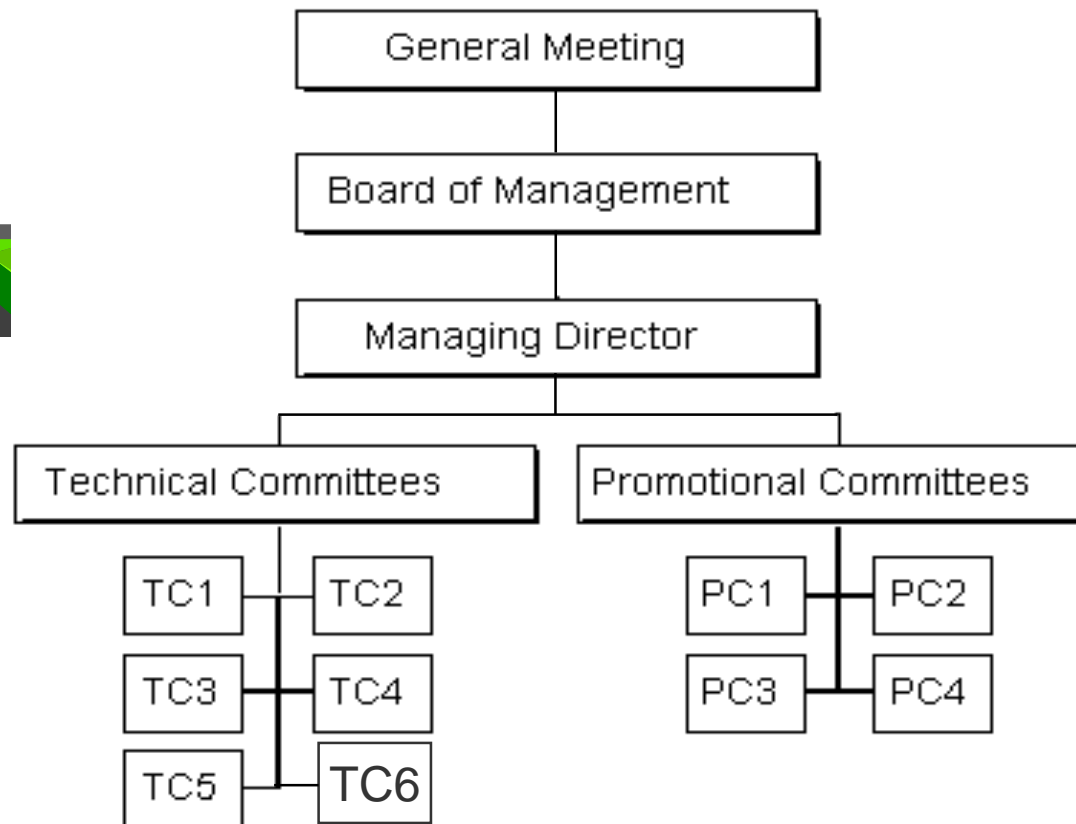 General Meeting
Board of Management
Managing Director
Technical Committees
Promotional Committees
TC1
TC2
TC3
TC4
TC5
TC6
PC1
PC2
PC3
PC4